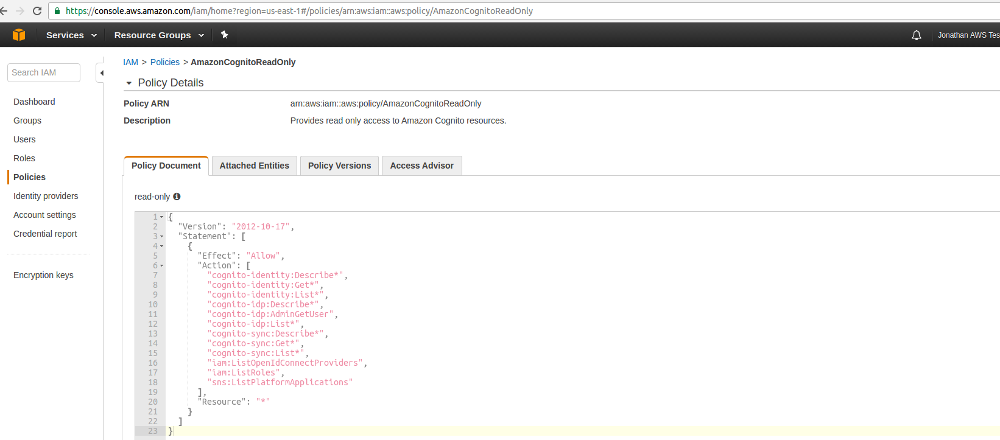 https://console.aws.amazon.com/iam/home?region=us-east-1#/policies/arn:aws:iam::aws:policy/AmazonCognitoReadOnly
Services Resource Groups Jonathan AWS Tes
Search IAM
Dashboard
Groups
Users
Roles
Policies
Identity providers
Account settings
Credential report
Encryption keys
IAM > Policies > AmazonCognitoReadOnly
Policy Details
Policy ARN arn:aws:iam::aws:policy/AmazonCognitoReadOnly
Description Provides read only access to Amazon Cognito resources.
Policy Document Attached Entities Policy Versions Access Advisor
read-only
1 {
2 "Version": "2012-10-17",
3 "Statement": [
4 {
5 "Effect": "Allow",
6 "Action": [
7 "cognito-identity:Describe*",
8 "cognito-identity:Get*",
9 "cognito-identity:List*",
10 "cognito-idp:Describe*",
11 "cognito-idp:AdminGetUser",
12 "cognito-idp:List*",
13 "cognito-sync:Describe*",
14 "cognito-sync:Get*",
15 "cognito-sync:List*",
16 "iam:ListOpenIdConnectProviders",
17 "iam:ListRoles",
18 "sns:ListPlatformApplications"
19 ],
20 "Resource": "*"
21 }
22 ]
23 }